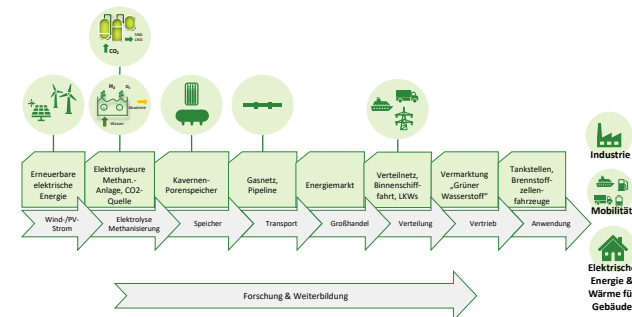 SNG
LNG
CO₂
H₂ O₂
Abwärme
Wasser
Erneuerbare
elektrische
Energie
Elektrolyseure
Methan.-
Anlage, CO2-
Quelle
Kavernen-
Porenspeicher
Gasnetz,
Pipeline
Energiemarkt
Verteilnetz,
Binnenschiff-
fahrt, LKWs
Vermarktung
„Grüner
Wasserstoff“
Tankstellen,
Brennstoff-
zellen-
fahrzeuge
Wind-/PV-
Strom
Elektrolyse
Methanisierung
Speicher
Transport
Großhandel
Verteilung
Vertrieb
Anwendung
Industrie
Mobilität
Elektrische
Energie &
Wärme für
Gebäude
Forschung & Weiterbildung